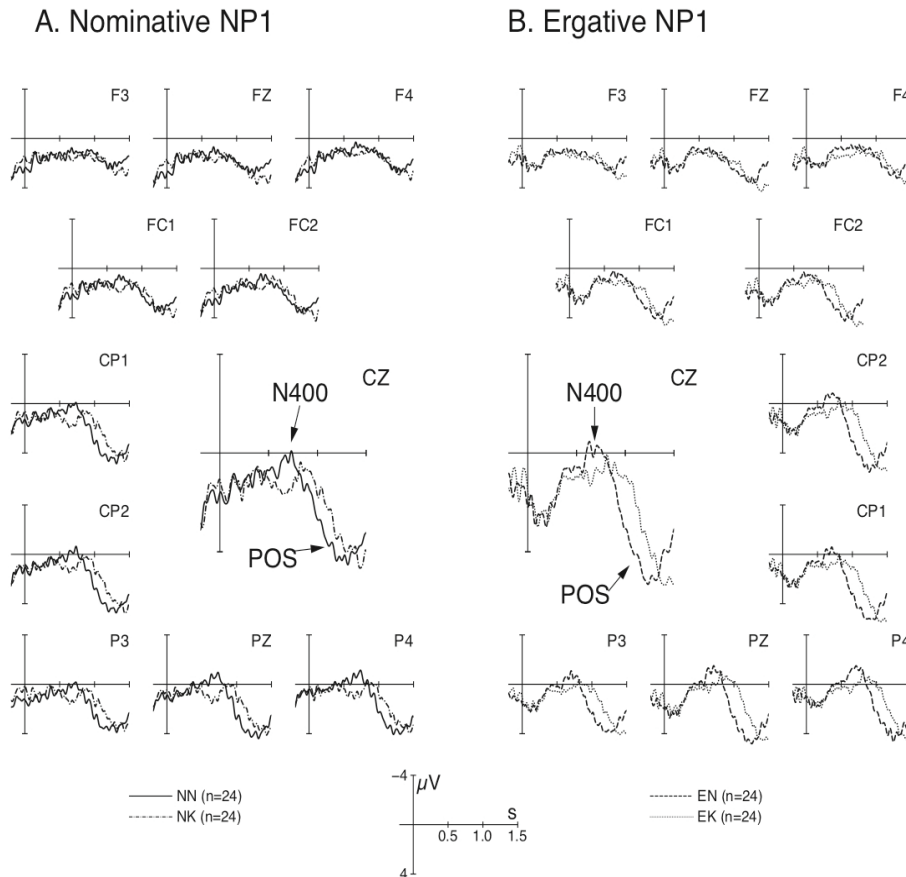 A. Nominative NP1 B. Ergative NP1
F3 FZ F4 F3 FZ F4
FC1 FC2 FC1 FC2
CP1 CZ CZ CP2
N400 N400
CP2 CP1
POS POS
P3 PZ P4 P3 PZ P4
-4
µV
NN (n=24) s EN (n=24)
NK (n=24) 0.5 1.0 1.5 EK (n=24)
4